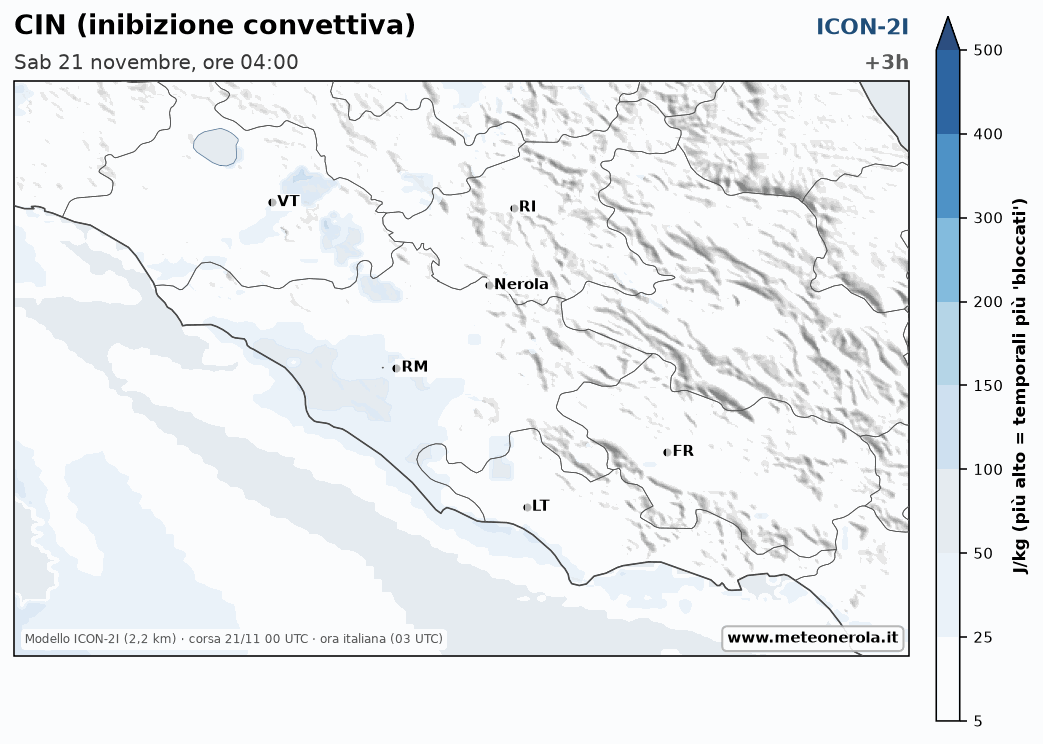 CIN (inibizione convettiva)
ICON-2I
Sab 21 novembre, ore 04:00
+3h
500
400
300
200
150
100
50
25
5
J/kg (più alto = temporali più 'bloccati')
VT
RI
Nerola
RM
FR
LT
Modello ICON-2I (2,2 km) · corsa 21/11 00 UTC · ora italiana (03 UTC)
www.meteonerola.it